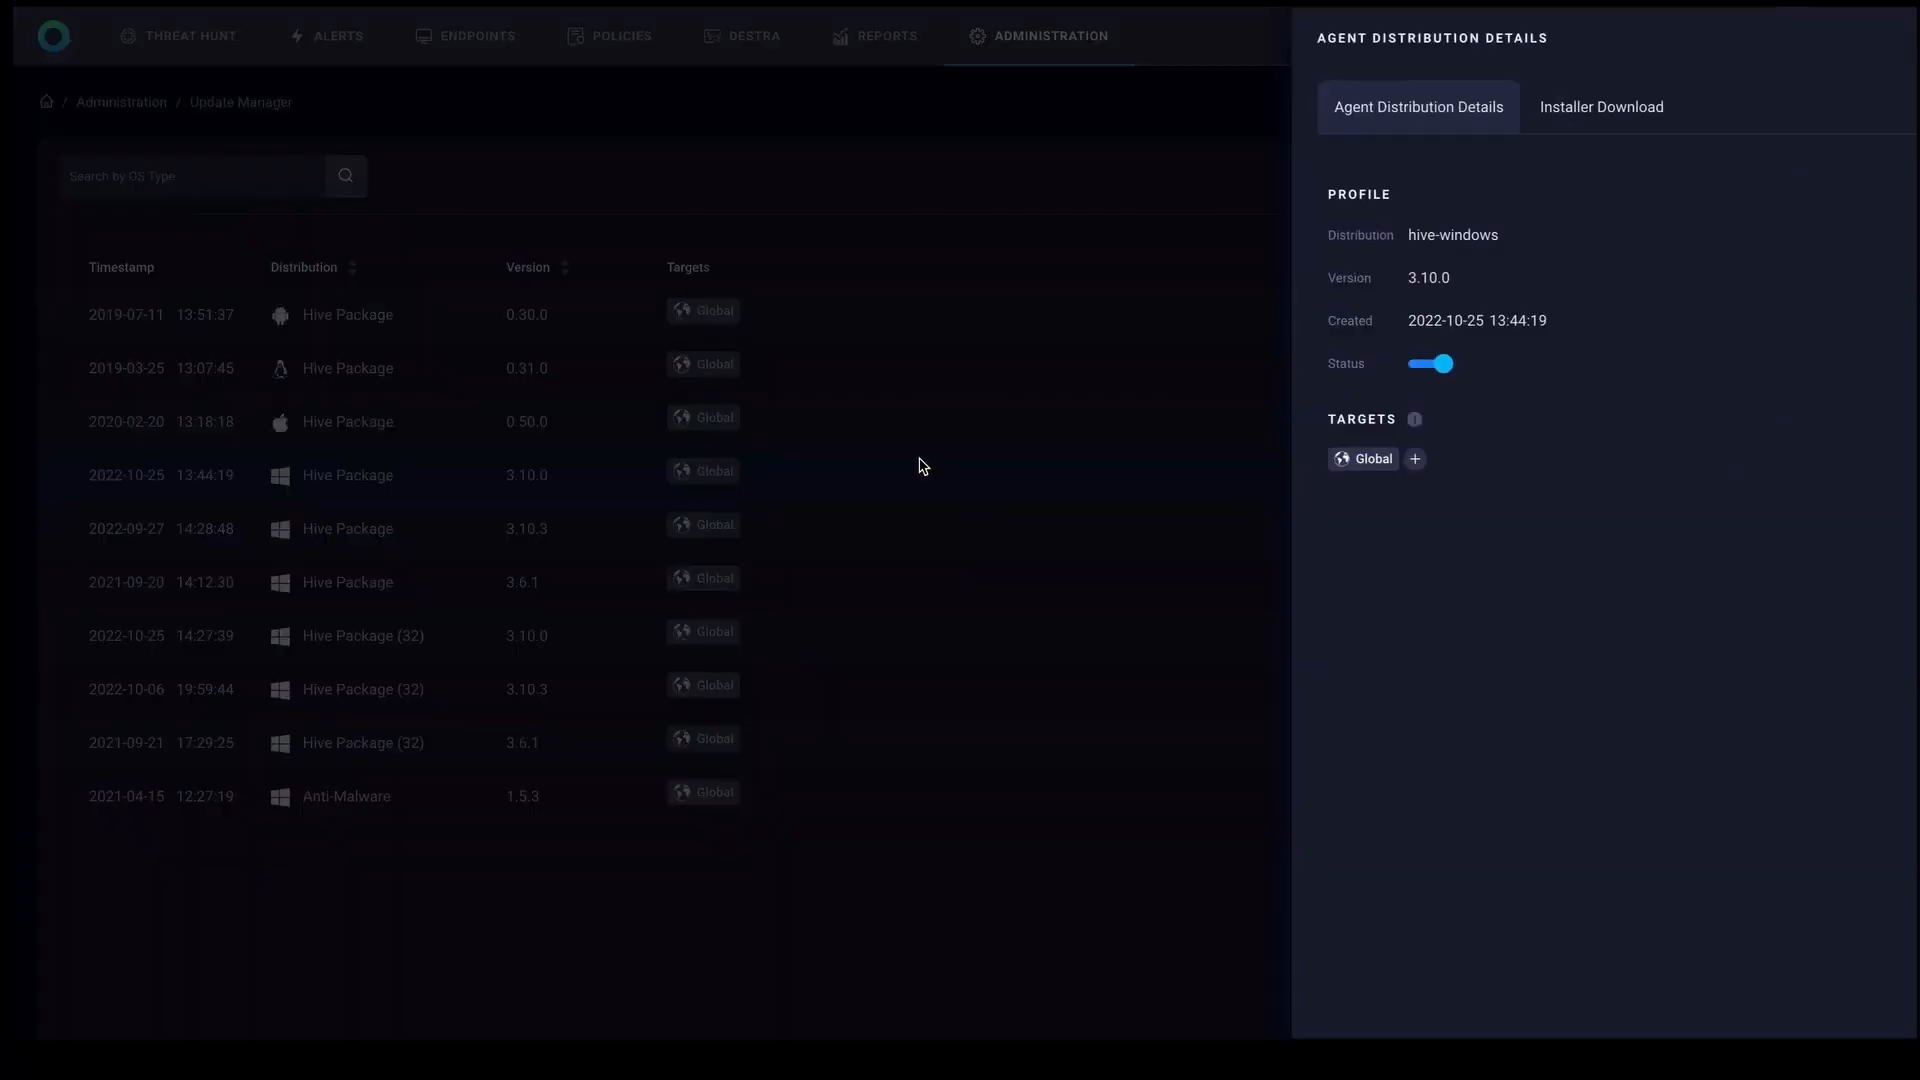 THREAT HUNT ALERTS ENDPOINTS POLICIES DESTRA REPORTS ADMINISTRATION
/ Administration / Update Manager
Search by OS Type
Timestamp Distribution Version Targets
2019-07-11 13:51:37 Hive Package 0.30.0 Global
2019-03-25 13:07:45 Hive Package 0.31.0 Global
2020-02-20 13:18:18 Hive Package 0.50.0 Global
2022-10-25 13:44:19 Hive Package 3.10.0 Global
2022-09-27 14:28:48 Hive Package 3.10.3 Global
2021-09-20 14:12:30 Hive Package 3.6.1 Global
2022-10-25 14:27:39 Hive Package (32) 3.10.0 Global
2022-10-06 19:59:44 Hive Package (32) 3.10.3 Global
2021-09-21 17:29:25 Hive Package (32) 3.6.1 Global
2021-04-15 12:27:19 Anti-Malware 1.5.3 Global
AGENT DISTRIBUTION DETAILS
Agent Distribution Details Installer Download
PROFILE
Distribution hive-windows
Version 3.10.0
Created 2022-10-25 13:44:19
Status
TARGETS
Global +